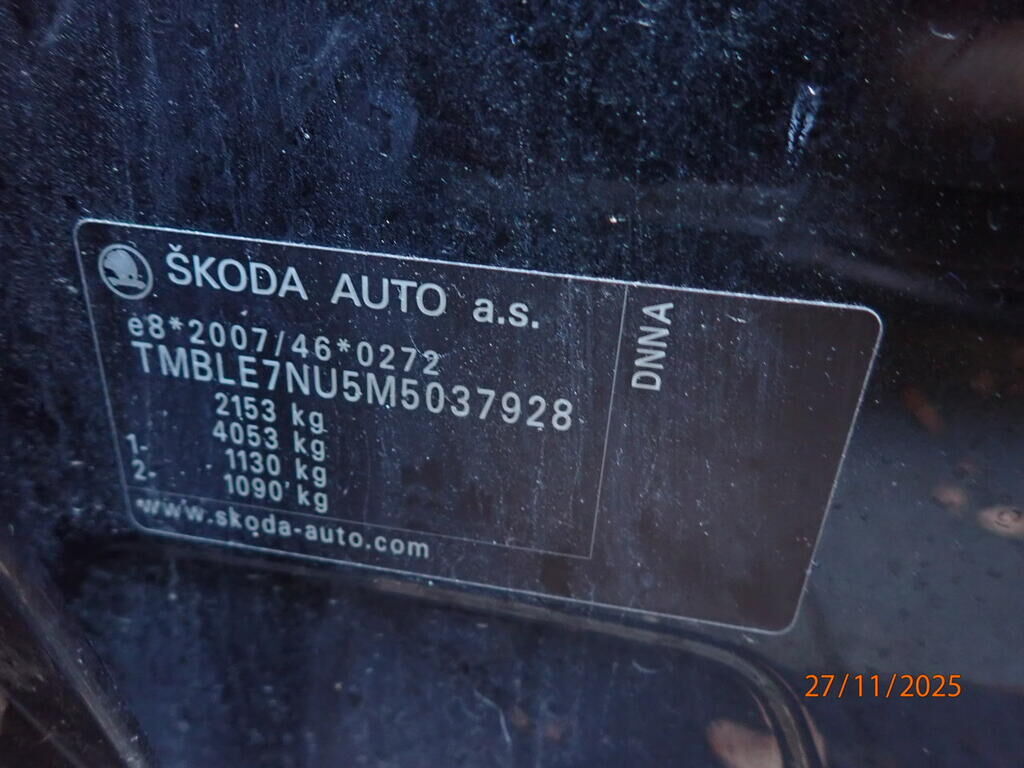 ŠKODA AUTO a.s.
e8*2007/46*0272
TMBLE7NU5M5037928
2153 kg
4053 kg
1- 1130 kg
2- 1090 kg
www.skoda-auto.com
DNNA
27/11/2025